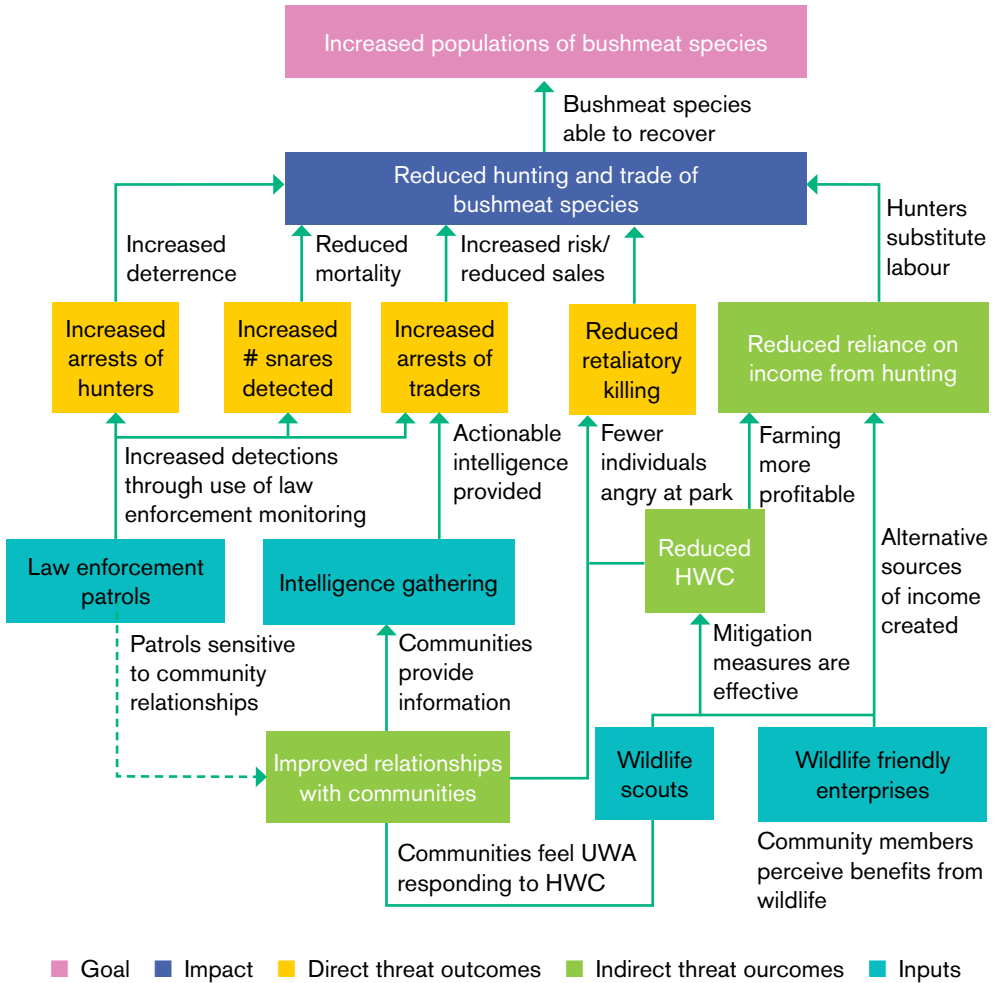 Increased populations of bushmeat species
Bushmeat species
able to recover
Reduced hunting and trade of
bushmeat species
Increased
deterrence
Reduced
mortality
Increased risk/
reduced sales
Hunters
substitute
labour
Increased
arrests of
hunters
Increased
# snares
detected
Increased
arrests of
traders
Reduced
retaliatory
killing
Reduced reliance on
income from hunting
Increased detections
through use of law
enforcement monitoring
Actionable
intelligence
provided
Fewer
individuals
angry at park
Farming
more
profitable
Law enforcement
patrols
Intelligence gathering
Reduced
HWC
Alternative
sources
of income
created
Patrols sensitive
to community
relationships
Communities
provide
information
Mitigation
measures are
effective
Improved relationships
with communities
Wildlife
scouts
Wildlife friendly
enterprises
Communities feel UWA
responding to HWC
Community members
perceive benefits from
wildlife
Goal
Impact
Direct threat outcomes
Indirect threat ourcomes
Inputs